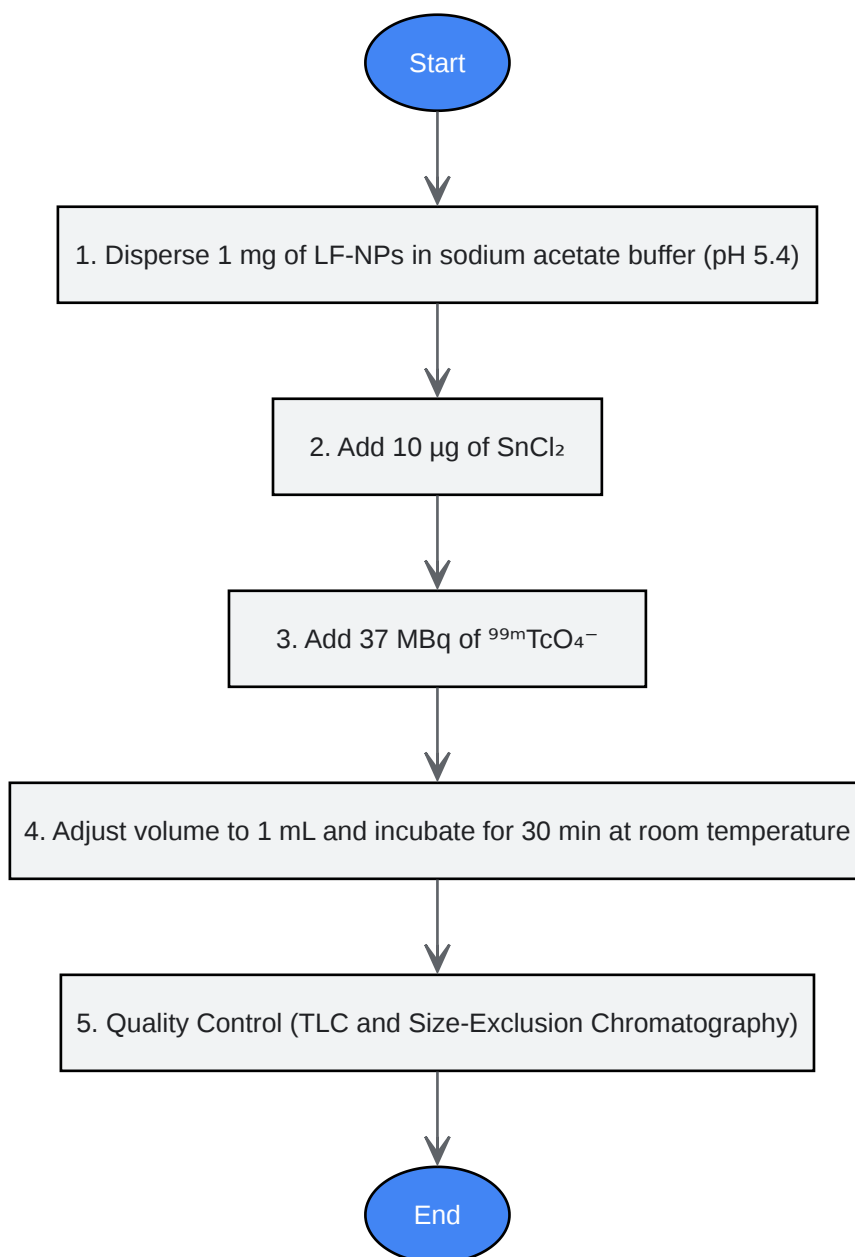 Start
1. Disperse 1 mg of LF-NPs in sodium acetate buffer (pH 5.4)
2. Add 10 µg of SnCl₂
3. Add 37 MBq of ⁹⁹ᵐTcO₄⁻
4. Adjust volume to 1 mL and incubate for 30 min at room temperature
5. Quality Control (TLC and Size-Exclusion Chromatography)
End